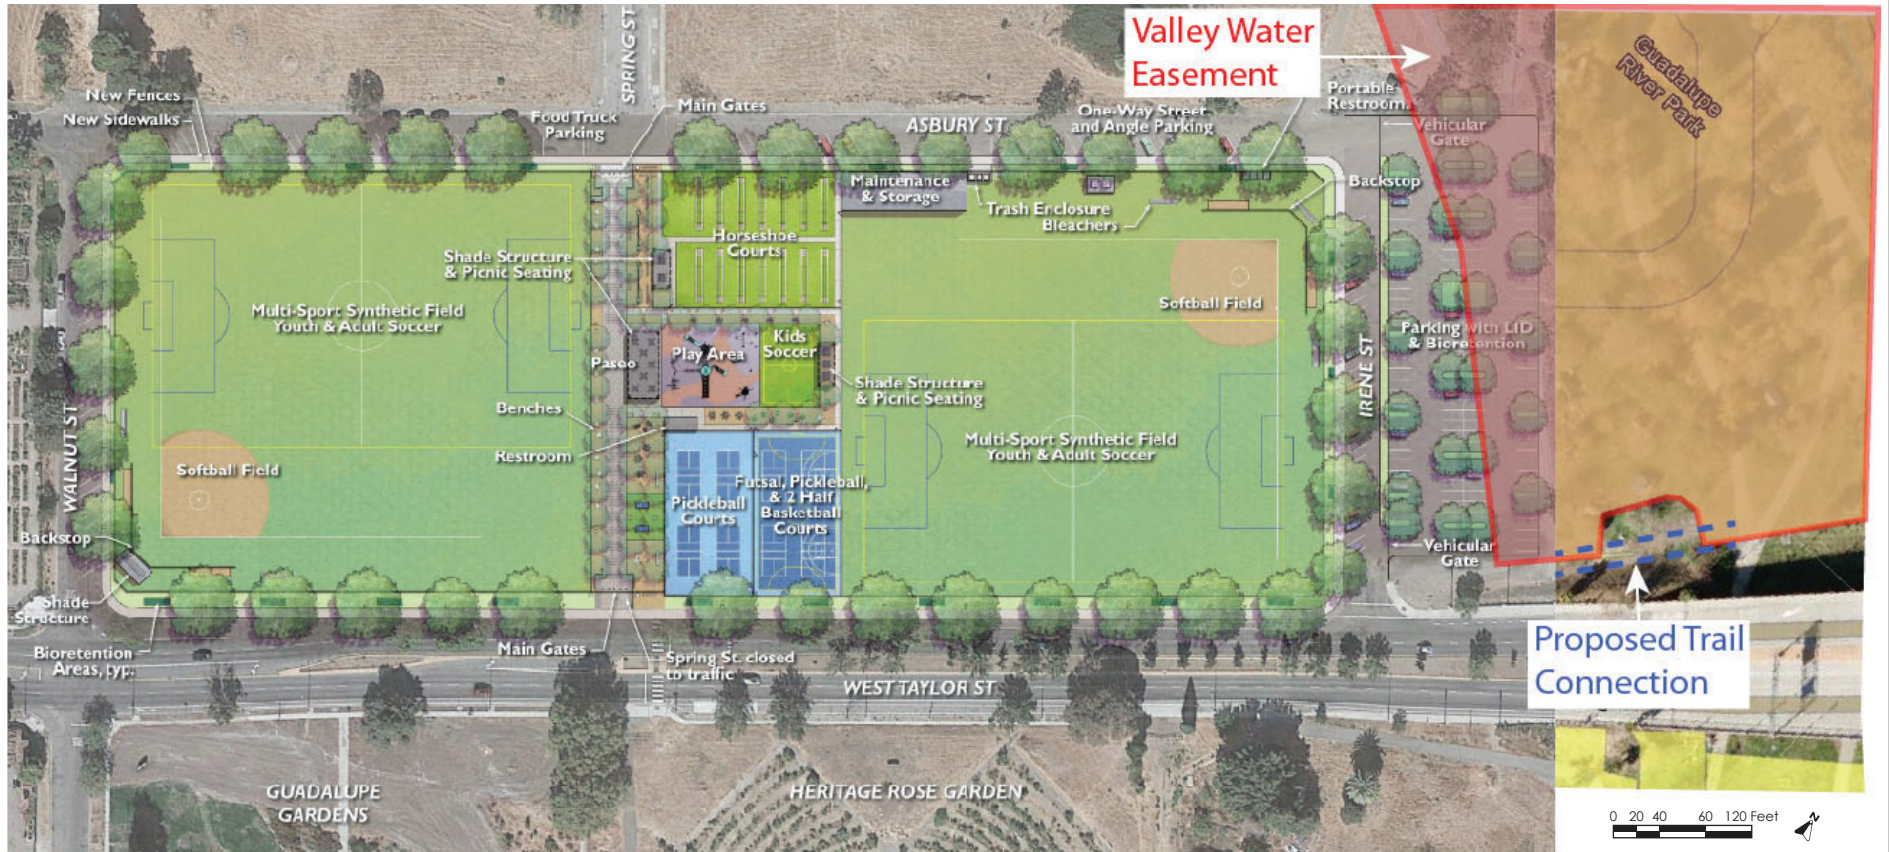 Valley Water
Easement
Guadalupe
River Park
SPRING ST
New Fences
New Sidewalks
Food Truck
Parking
Main Gates
ASBURY ST
One-Way Street
and Angle Parking
Portable
Restrooms
Vehicular
Gate
Maintenance
& Storage
Trash Enclosure
Bleachers
Backstop
Horseshoe
Courts
Shade Structure
& Picnic Seating
Multi-Sport Synthetic Field
Youth & Adult Soccer
Softball Field
Kids
Soccer
Play Area
Paseo
Parking with LID
& Bioretention
IRENE ST
Shade Structure
& Picnic Seating
Benches
WALNUT ST
Multi-Sport Synthetic Field
Youth & Adult Soccer
Restroom
Softball Field
Futsal, Pickleball,
& 2 Half
Basketball
Courts
Pickleball
Courts
Backstop
Vehicular
Gate
Shade
Structure
Bioretention
Areas, typ.
Main Gates
Spring St. closed
to traffic
WEST TAYLOR ST
Proposed Trail
Connection
GUADALUPE
GARDENS
HERITAGE ROSE GARDEN
0 20 40 60 120 Feet
N